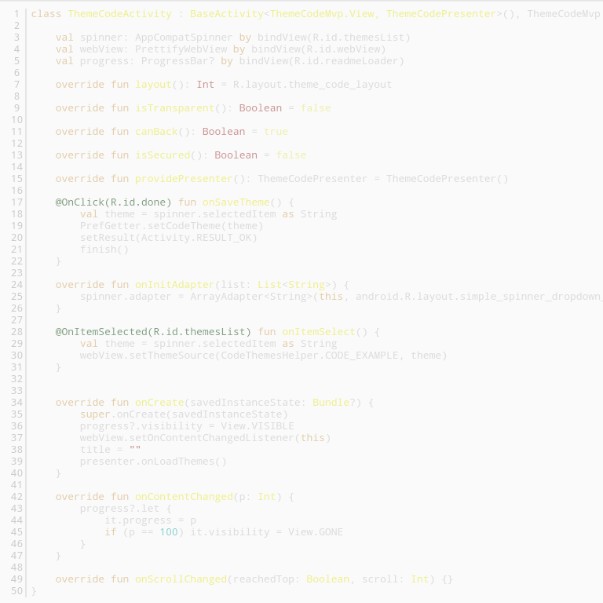 1 class ThemeCodeActivity : BaseActivity<ThemeCodeMvp.View, ThemeCodePresenter>(), ThemeCodeMvp
2
3 val spinner: AppCompatSpinner by bindView(R.id.themesList)
4 val webView: PrettifyWebView by bindView(R.id.webView)
5 val progress: ProgressBar? by bindView(R.id.readmeLoader)
6
7 override fun layout(): Int = R.layout.theme_code_layout
8
9 override fun isTransparent(): Boolean = false
10
11 override fun canBack(): Boolean = true
12
13 override fun isSecured(): Boolean = false
14
15 override fun providePresenter(): ThemeCodePresenter = ThemeCodePresenter()
16
17 @OnClick(R.id.done) fun onSaveTheme() {
18 val theme = spinner.selectedItem as String
19 PrefGetter.setCodeTheme(theme)
20 setResult(Activity.RESULT_OK)
21 finish()
22 }
23
24 override fun onInitAdapter(list: List<String>) {
25 spinner.adapter = ArrayAdapter<String>(this, android.R.layout.simple_spinner_dropdown_
26 }
27
28 @OnItemSelected(R.id.themesList) fun onItemSelect() {
29 val theme = spinner.selectedItem as String
30 webView.setThemeSource(CodeThemesHelper.CODE_EXAMPLE, theme)
31 }
32
33
34 override fun onCreate(savedInstanceState: Bundle?) {
35 super.onCreate(savedInstanceState)
36 progress?.visibility = View.VISIBLE
37 webView.setOnContentChangedListener(this)
38 title = ""
39 presenter.onLoadThemes()
40 }
41
42 override fun onContentChanged(p: Int) {
43 progress?.let {
44 it.progress = p
45 if (p == 100) it.visibility = View.GONE
46 }
47 }
48
49 override fun onScrollChanged(reachedTop: Boolean, scroll: Int) {}
50 }